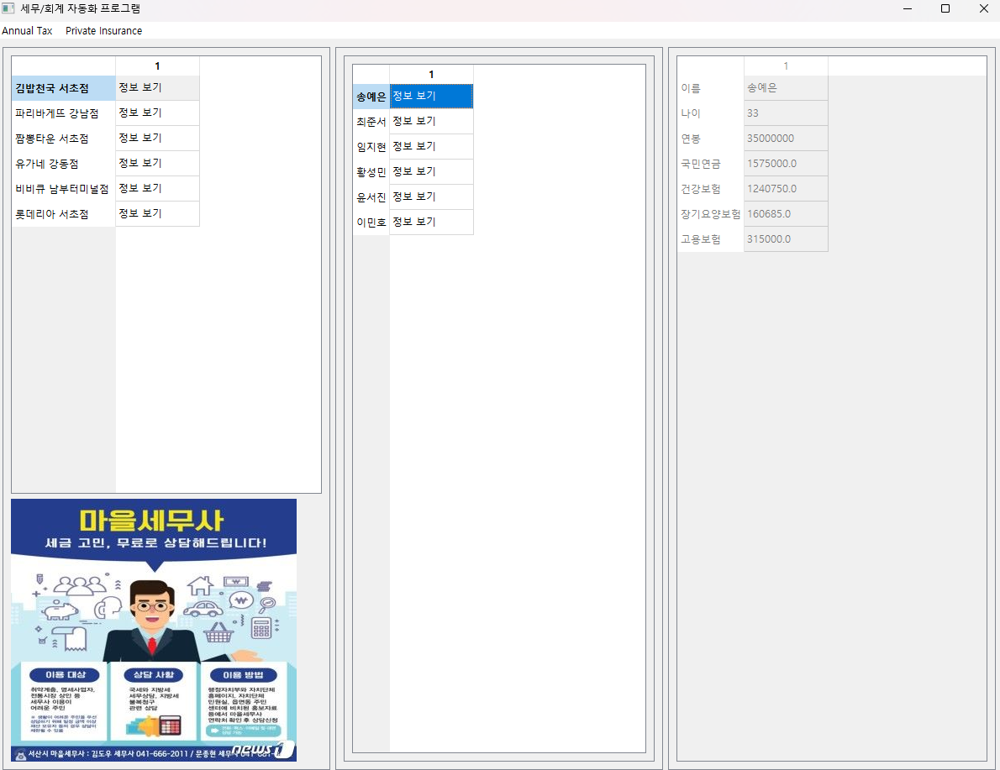 세무/회계 자동화 프로그램
Annual Tax Private Insurance
1
김밥천국 서초점 정보 보기
파리바게뜨 강남점 정보 보기
짬뽕타운 서초점 정보 보기
유가네 강동점 정보 보기
비비큐 남부터미널점 정보 보기
롯데리아 서초점 정보 보기
1
송예은 정보 보기
최준서 정보 보기
임지현 정보 보기
황성민 정보 보기
윤서진 정보 보기
이민호 정보 보기
1
이름 송예은
나이 33
연봉 35000000
국민연금 1575000.0
건강보험 1240750.0
장기요양보험 160685.0
고용보험 315000.0
마을세무사
세금 고민, 무료로 상담해드립니다!
이용 대상
취약계층, 영세사업자,
전통시장 상인 등
세무사 이용이
어려운 주민
상담 사항
국세와 지방세
세무상담, 지방세
불복청구
관련 상담
이용 방법
행정자치부와 자치단체
홈페이지, 자치단체
민원실, 읍면동 주민
센터에 비치된 홍보자료
등에서 마을세무사
연락처 확인 후 상담신청
서산시 마을세무사 : 김도우 세무사 041-666-2011 / 문종현 세무사
news1